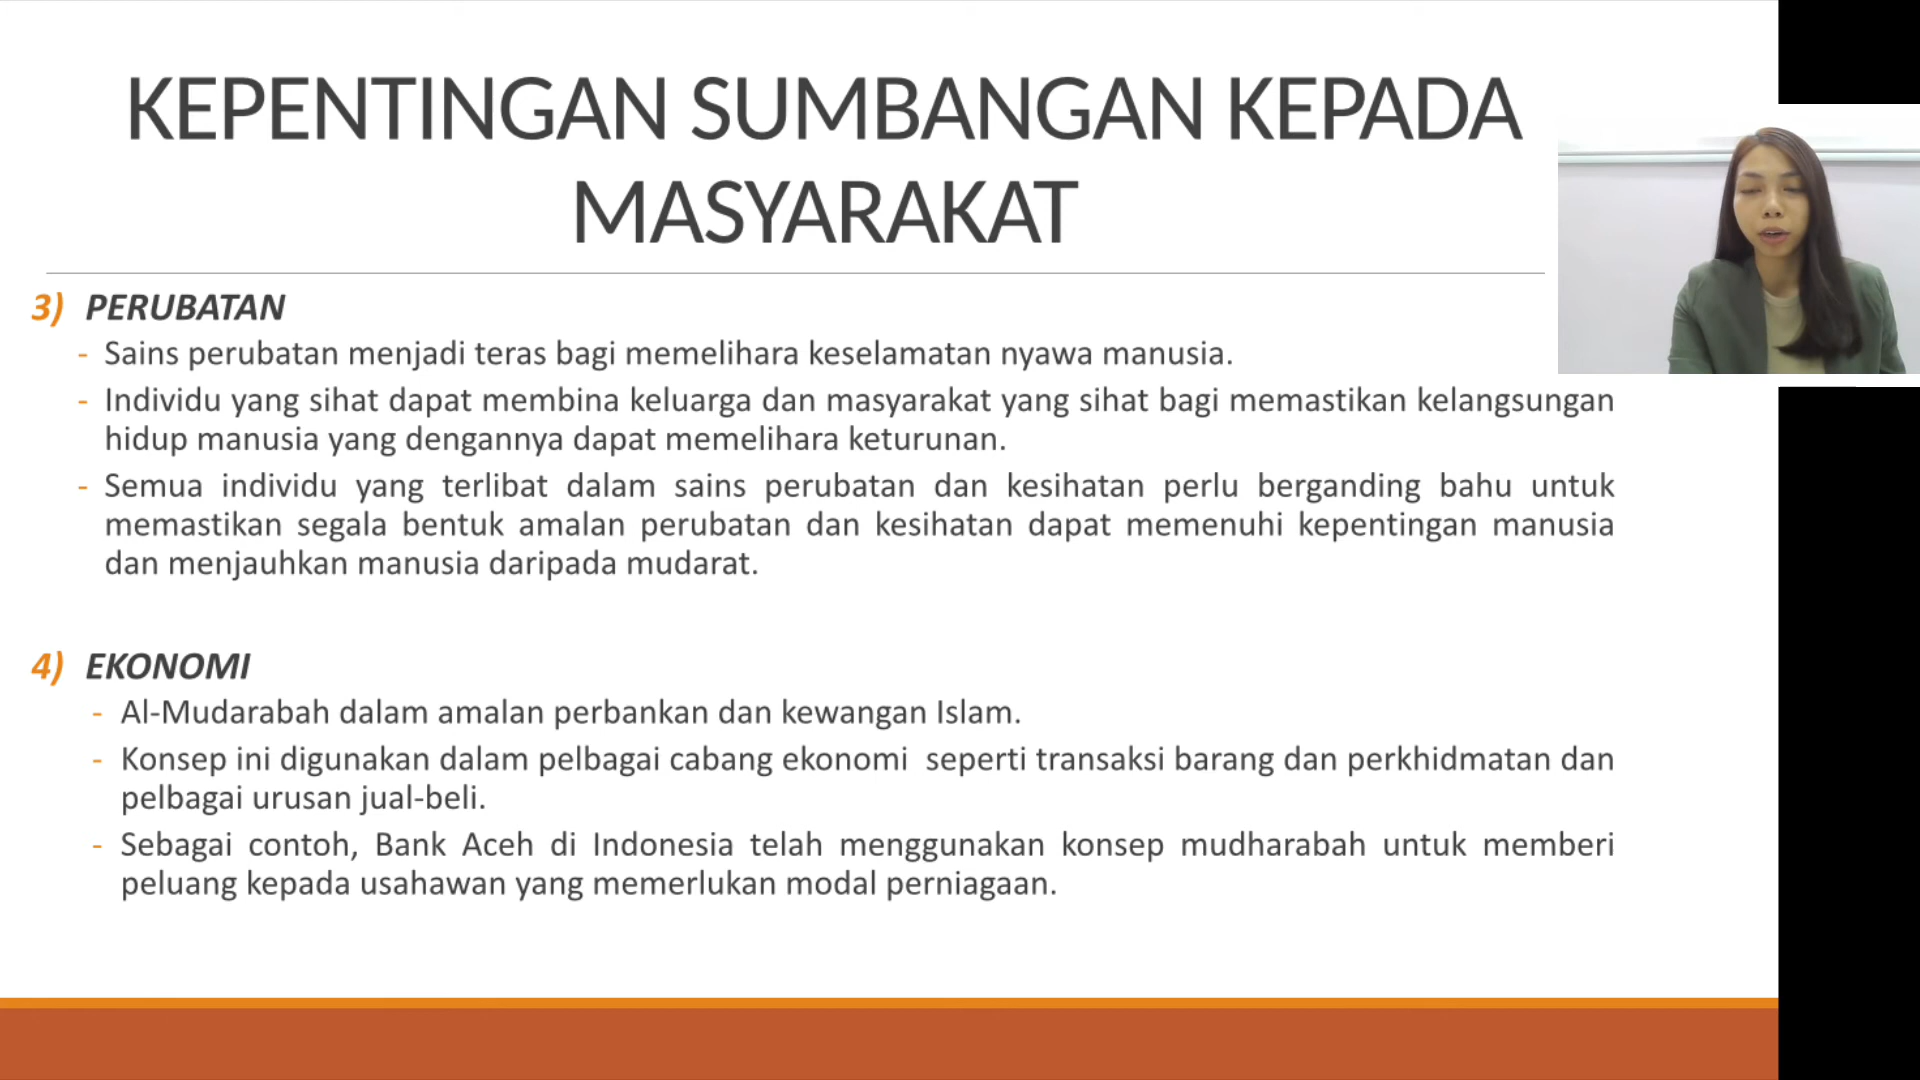 KEPENTINGAN SUMBANGAN KEPADA
MASYARAKAT
3) PERUBATAN
- Sains perubatan menjadi teras bagi memelihara keselamatan nyawa manusia.
- Individu yang sihat dapat membina keluarga dan masyarakat yang sihat bagi memastikan kelangsungan
hidup manusia yang dengannya dapat memelihara keturunan.
- Semua individu yang terlibat dalam sains perubatan dan kesihatan perlu berganding bahu untuk
memastikan segala bentuk amalan perubatan dan kesihatan dapat memenuhi kepentingan manusia
dan menjauhkan manusia daripada mudarat.
4) EKONOMI
- Al-Mudarabah dalam amalan perbankan dan kewangan Islam.
- Konsep ini digunakan dalam pelbagai cabang ekonomi  seperti transaksi barang dan perkhidmatan dan
pelbagai urusan jual-beli.
- Sebagai contoh, Bank Aceh di Indonesia telah menggunakan konsep mudharabah untuk memberi
peluang kepada usahawan yang memerlukan modal perniagaan.